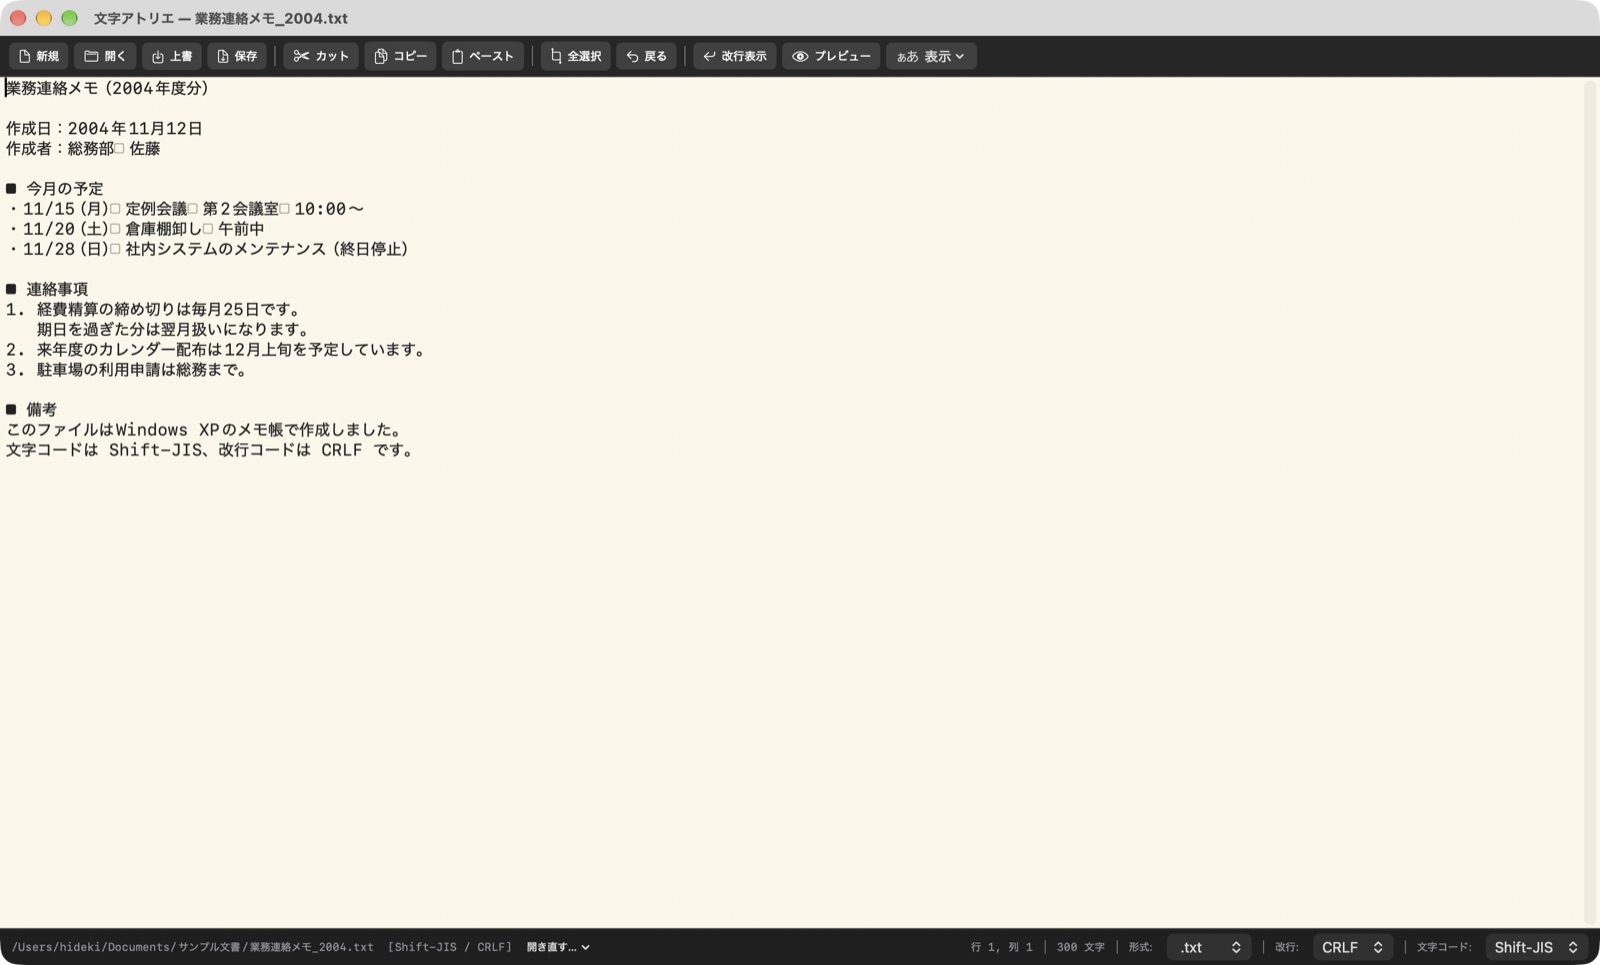 文字アトリエ — 業務連絡メモ_2004.txt
新規 開く 上書 保存 カット コピー ペースト 全選択 戻る 改行表示 プレビュー ああ 表示
業務連絡メモ（2004年度分）
作成日：2004年11月12日
作成者：総務部□佐藤
■ 今月の予定
・11/15（月）□定例会議□第２会議室□10:00～
・11/20（土）□倉庫棚卸し□午前中
・11/28（日）□社内システムのメンテナンス（終日停止）
■ 連絡事項
1. 経費精算の締め切りは毎月25日です。
期日を過ぎた分は翌月扱いになります。
2. 来年度のカレンダー配布は12月上旬を予定しています。
3. 駐車場の利用申請は総務まで。
■ 備考
このファイルはWindows XPのメモ帳で作成しました。
文字コードは Shift-JIS、改行コードは CRLF です。
/Users/hideki/Documents/サンプル文書/業務連絡メモ_2004.txt [Shift-JIS / CRLF] 開き直す... 行 1, 列 1 300 文字 形式: .txt 改行: CRLF 文字コード: Shift-JIS